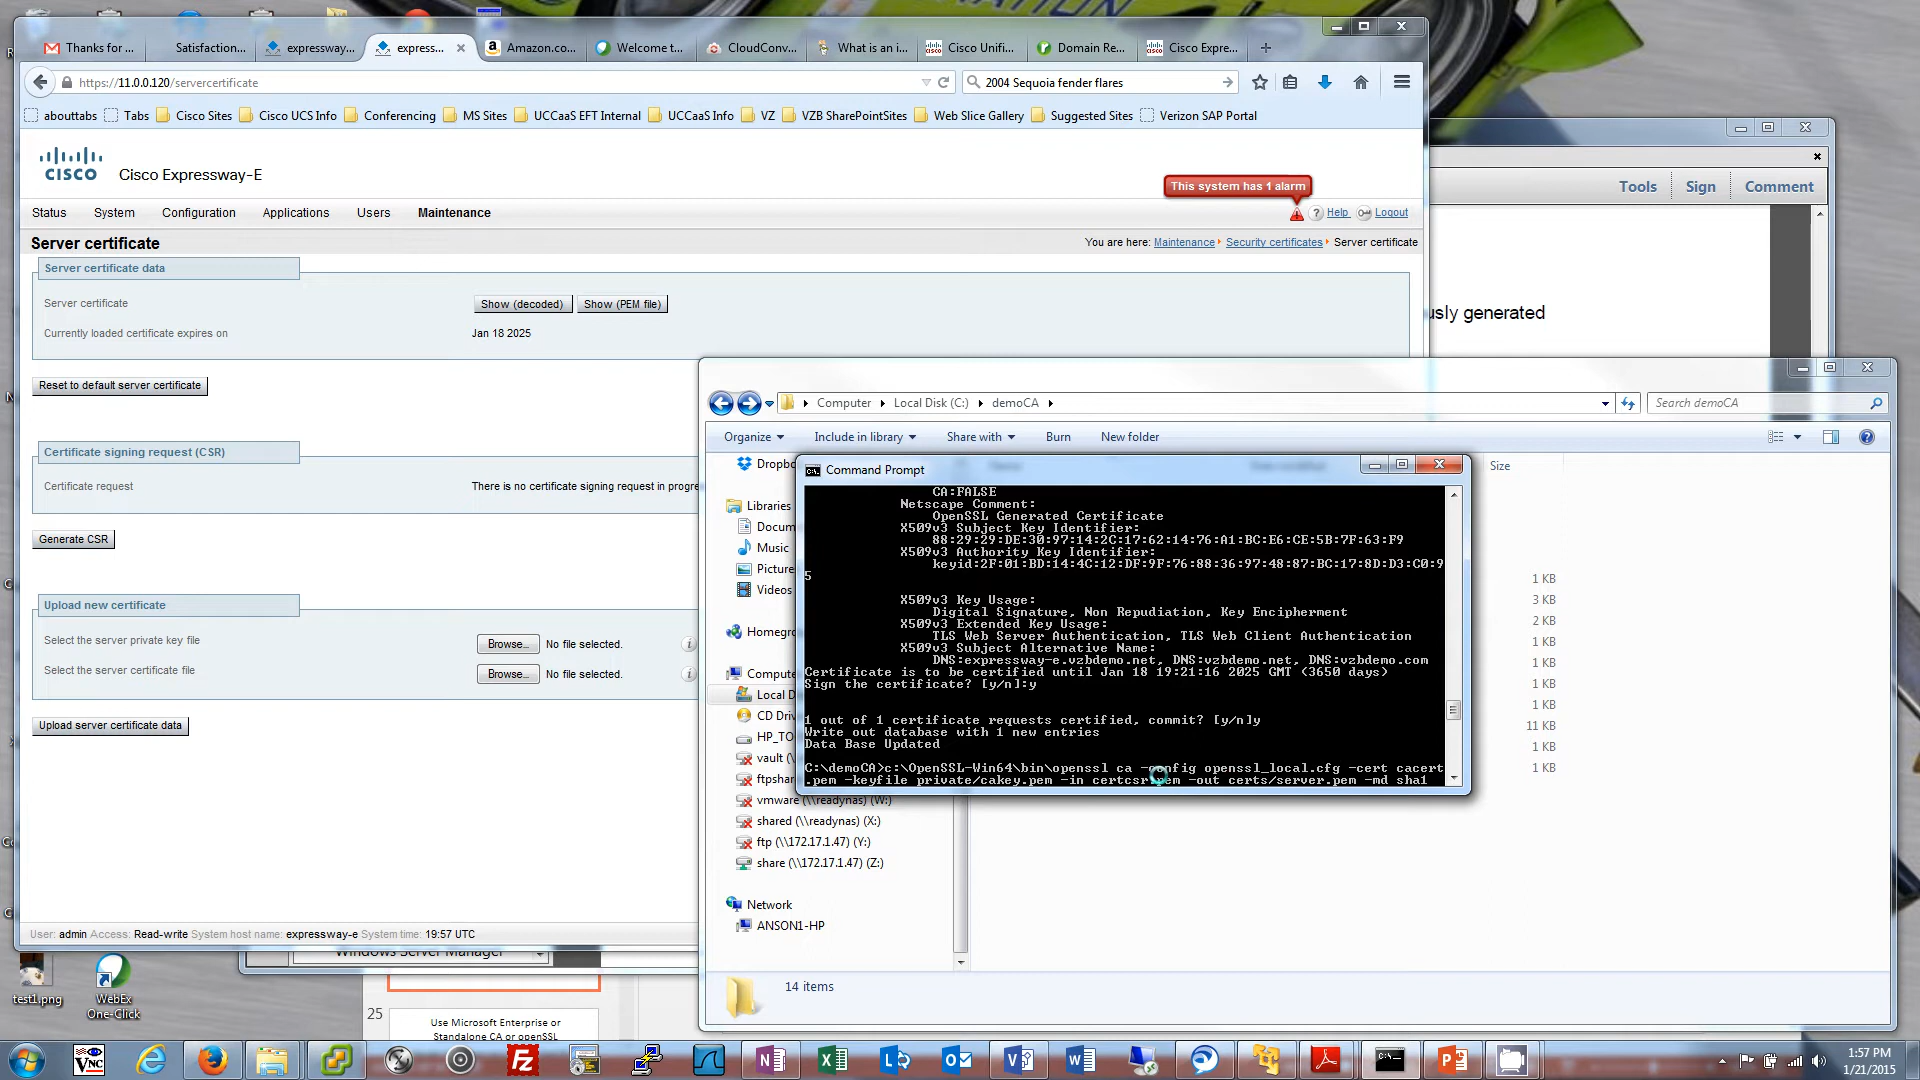 Thanks for ...
Satisfaction...
expressway...
express...
Amazon.co...
Welcome t...
CloudConv...
What is an i...
Cisco Unifi...
Domain Re...
Cisco Expre...
https://11.0.0.120/servercertificate
2004 Sequoia fender flares
abouttabs
Tabs
Cisco Sites
Cisco UCS Info
Conferencing
MS Sites
UCCaaS EFT Internal
UCCaaS Info
VZ
VZB SharePointSites
Web Slice Gallery
Suggested Sites
Verizon SAP Portal
CISCO
Cisco Expressway-E
This system has 1 alarm
Tools
Sign
Comment
Status
System
Configuration
Applications
Users
Maintenance
Help
Logout
Server certificate
You are here: Maintenance Security certificates Server certificate
Server certificate data
Server certificate
Show (decoded)
Show (PEM file)
Currently loaded certificate expires on
Jan 18 2025
usly generated
Reset to default server certificate
Certificate signing request (CSR)
Certificate request
There is no certificate signing request in progre
Generate CSR
Upload new certificate
Select the server private key file
Browse... No file selected.
Select the server certificate file
Browse... No file selected.
Upload server certificate data
User: admin Access: Read-write System host name: expressway-e System time: 19:57 UTC
Computer
Local Disk (C:)
demoCA
Search demoCA
Organize
Include in library
Share with
Burn
New folder
Size
Dropb
Libraries
Docum
Music
Picture
Videos
Homegr
Compute
Local D
CD Driv
HP_TO
vault (
ftpshar
vmware (\\readynas) (W:)
shared (\\readynas) (X:)
ftp (\\172.17.1.47) (Y:)
share (\\172.17.1.47) (Z:)
Network
ANSON1-HP
1 KB
3 KB
2 KB
1 KB
1 KB
1 KB
1 KB
11 KB
1 KB
1 KB
14 items
Command Prompt
CA:FALSE
Netscape Comment:
OpenSSL Generated Certificate
X509v3 Subject Key Identifier:
88:29:29:DE:30:97:14:2C:17:62:14:76:A1:BC:E6:CE:5B:7F:63:F9
X509v3 Authority Key Identifier:
keyid:2F:01:BD:14:4C:12:DF:9F:76:88:36:97:48:87:BC:17:8D:D3:C0:9
5
X509v3 Key Usage:
Digital Signature, Non Repudiation, Key Encipherment
X509v3 Extended Key Usage:
TLS Web Server Authentication, TLS Web Client Authentication
X509v3 Subject Alternative Name:
DNS:expressway-e.vzbdemo.net, DNS:vzbdemo.net, DNS:vzbdemo.com
Certificate is to be certified until Jan 18 19:21:16 2025 GMT (3650 days)
Sign the certificate? [y/n]:y
1 out of 1 certificate requests certified, commit? [y/n]y
Write out database with 1 new entries
Data Base Updated
C:\demoCA>c:\OpenSSL-Win64\bin\openssl ca -config openssl_local.cfg -cert cacert
.pem -keyfile private/cakey.pem -in certcsr.pem -out certs/server.pem -md sha1
Windows Server Manager
test1.png
WebEx
One-Click
25
Use Microsoft Enterprise or
Standalone CA or openSSL
1:57 PM
1/21/2015